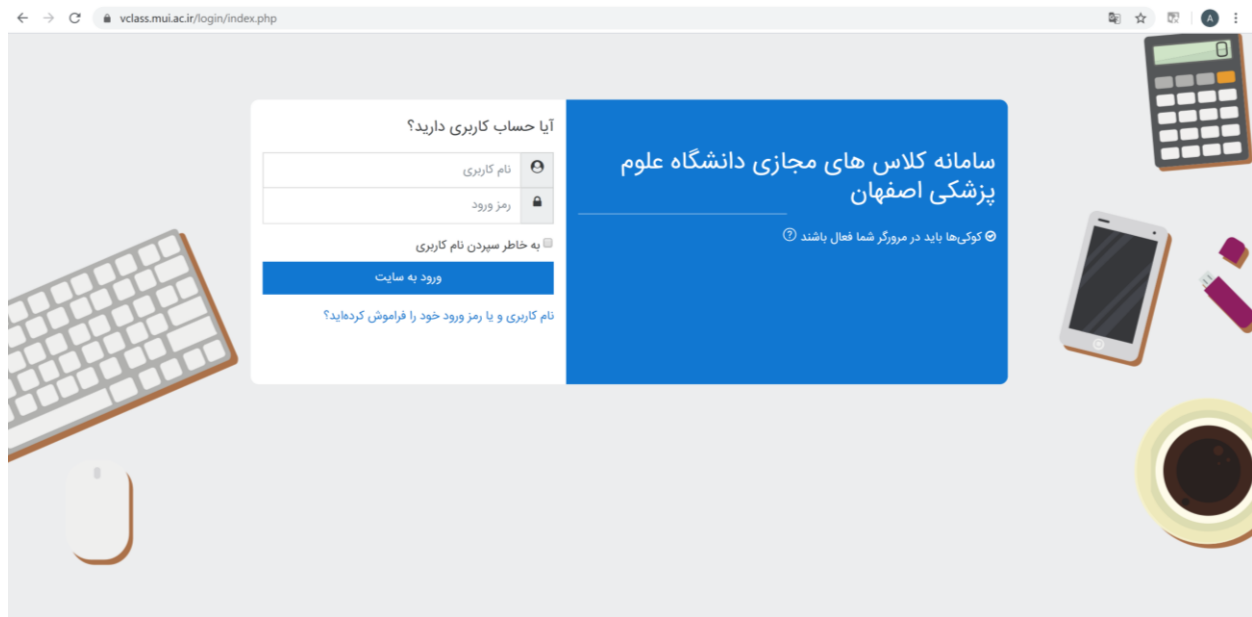 vclass.mui.ac.ir/login/index.php
A
0
سامانه کلاس های مجازی دانشگاه علوم
پزشکی اصفهان
کوکی‌ها باید در مرورگر شما فعال باشند ?
آیا حساب کاربری دارید؟
نام کاربری
رمز ورود
به خاطر سپردن نام کاربری
ورود به سایت
نام کاربری و یا رمز ورود خود را فراموش کرده‌اید؟